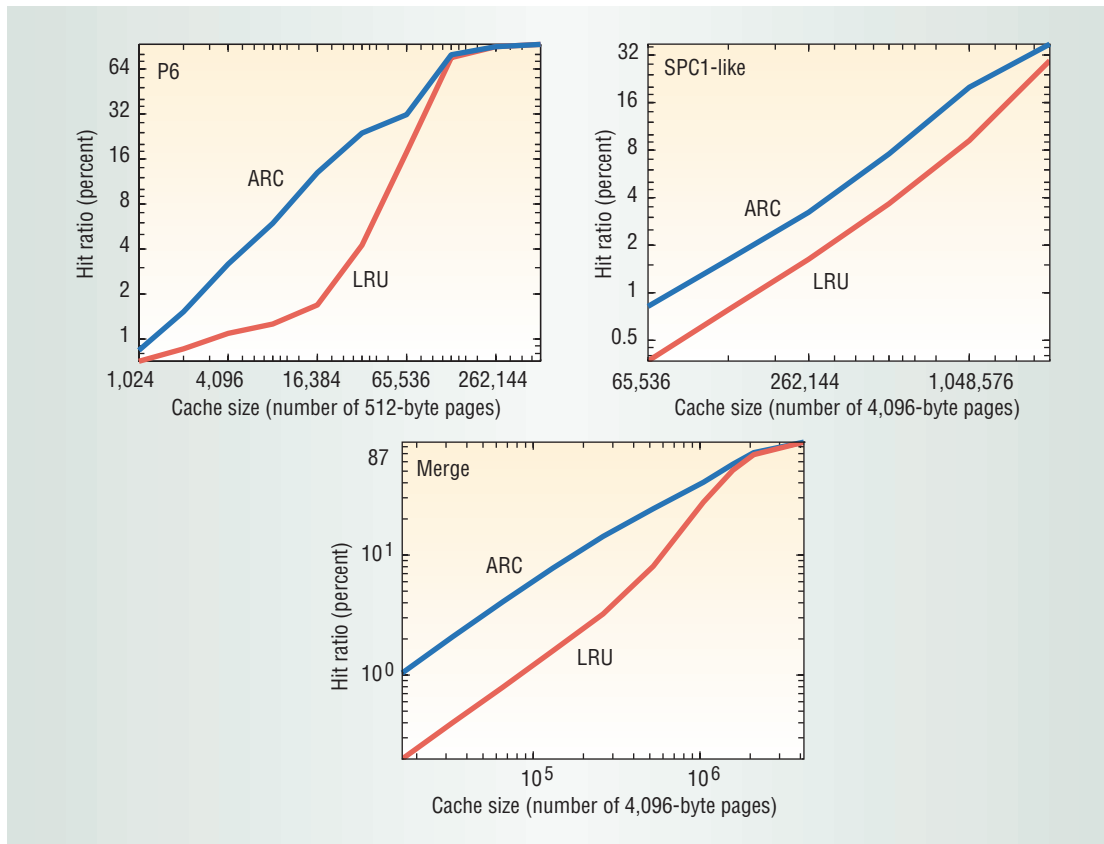 P6
64
32
16
8
4
2
1
Hit ratio (percent)
ARC
LRU
1,024 4,096 16,384 65,536 262,144
Cache size (number of 512-byte pages)
SPC1-like
32
16
8
4
2
1
0.5
Hit ratio (percent)
ARC
LRU
65,536 262,144 1,048,576
Cache size (number of 4,096-byte pages)
Merge
87
10¹
10⁰
Hit ratio (percent)
ARC
LRU
10⁵ 10⁶
Cache size (number of 4,096-byte pages)